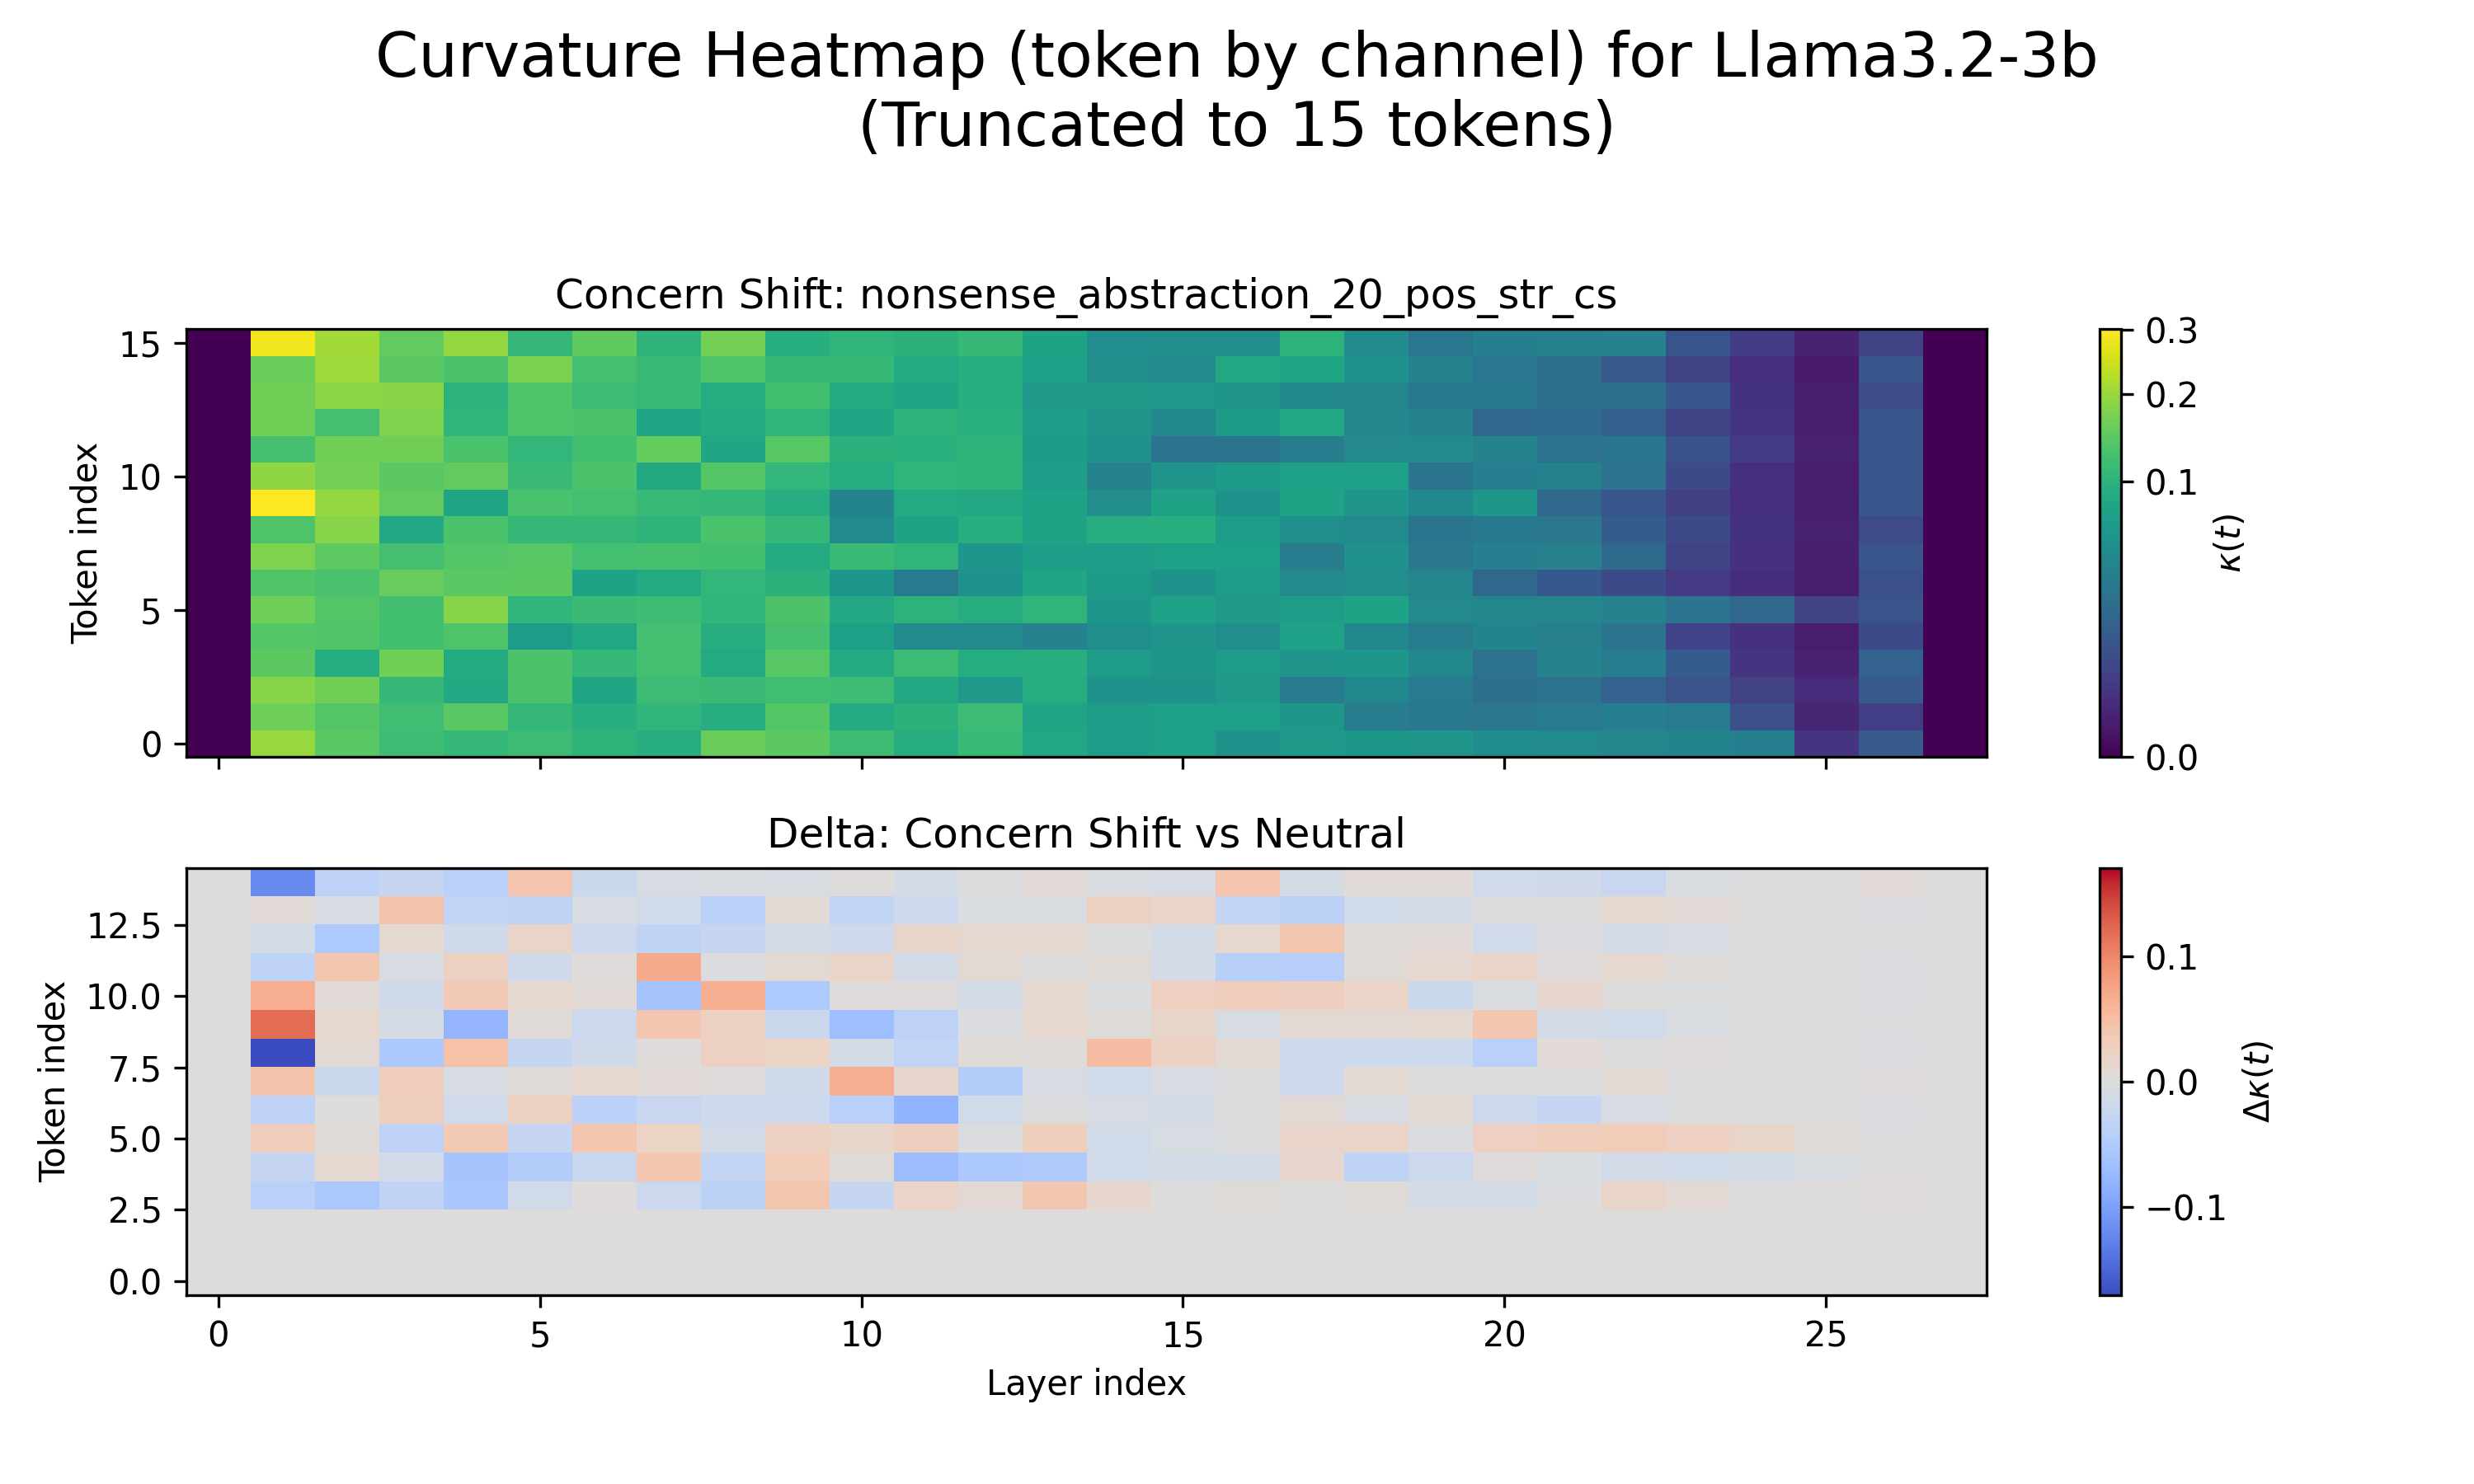 Curvature Heatmap (token by channel) for Llama3.2-3b
(Truncated to 15 tokens)
Concern Shift: nonsense_abstraction_20_pos_str_cs
Token index
15
10
5
0
0.3
0.2
0.1
0.0
κ(t)
Delta: Concern Shift vs Neutral
Token index
12.5
10.0
7.5
5.0
2.5
0.0
0
5
10
15
20
25
Layer index
0.1
0.0
−0.1
Δκ(t)